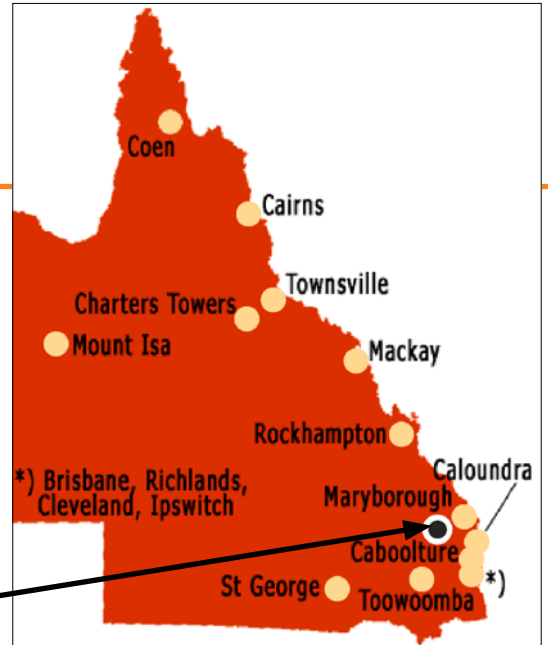 Coen
Cairns
Townsville
Charters Towers
Mount Isa
Mackay
Rockhampton
Caloundra
*) Brisbane, Richlands,
Cleveland, Ipswitch
Maryborough
Caboolture
*)
St George
Toowoomba